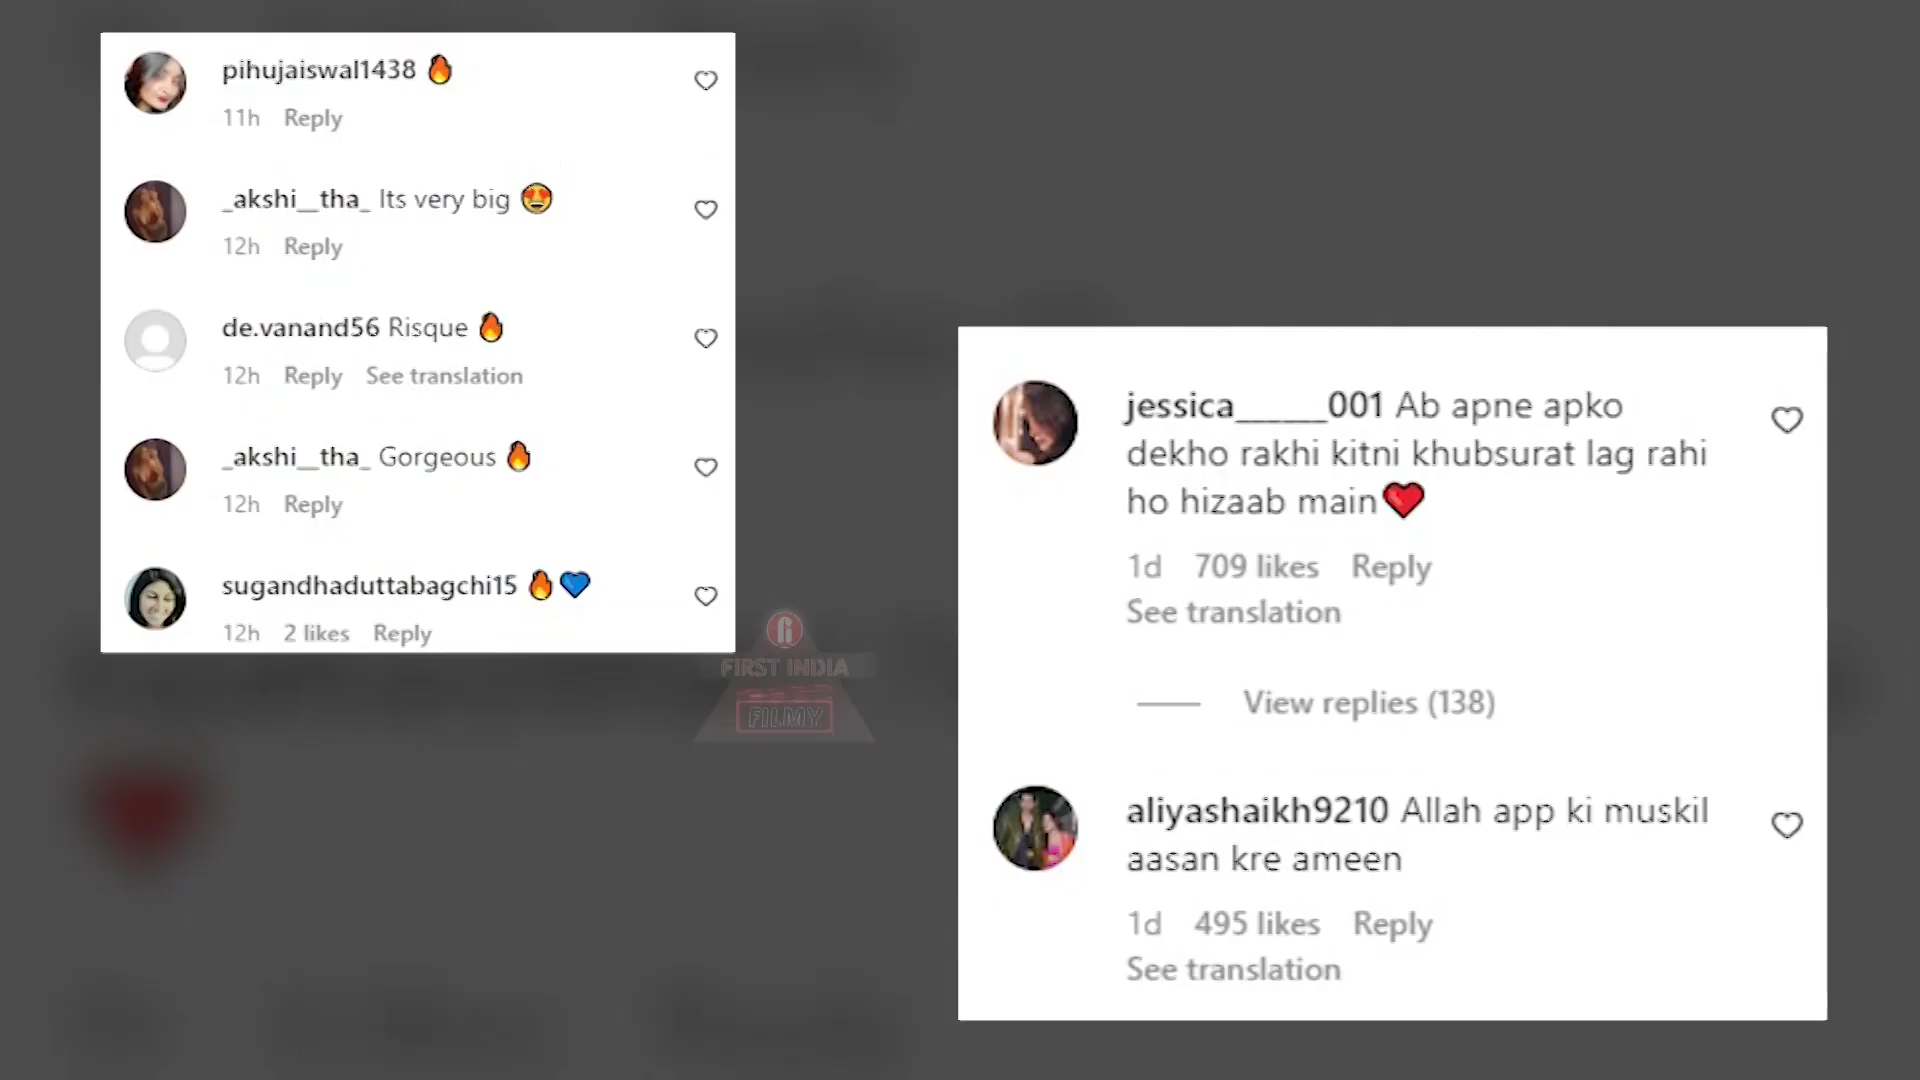 pihujaiswal1438 🔥
11h Reply
_akshi__tha_ Its very big 😍
12h Reply
de.vanand56 Risque 🔥
12h Reply See translation
_akshi__tha_ Gorgeous 🔥
12h Reply
sugandhaduttabagchi15 🔥💙
12h 2 likes Reply
FIRST INDIA
FILMY
jessica______001 Ab apne apko
dekho rakhi kitni khubsurat lag rahi
ho hizaab main❤️
1d 709 likes Reply
See translation
View replies (138)
aliyashaikh9210 Allah app ki muskil
aasan kre ameen
1d 495 likes Reply
See translation